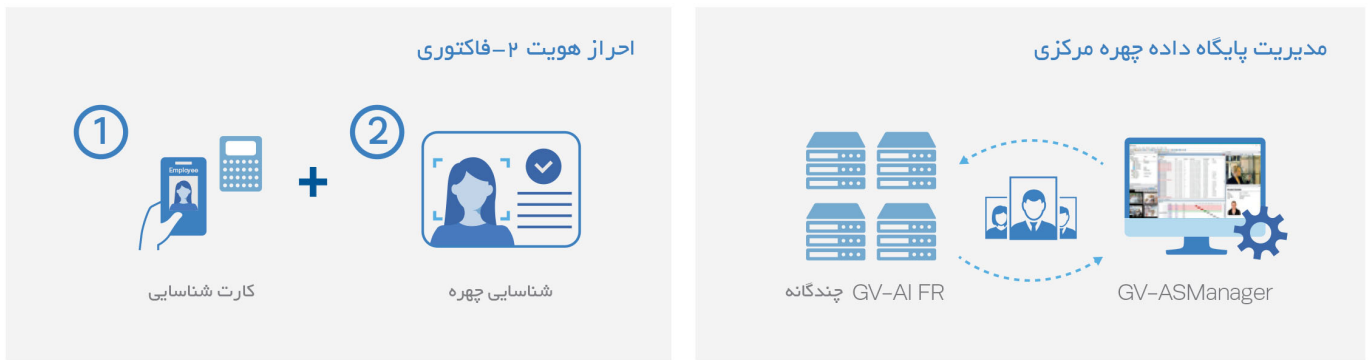 مدیریت پایگاه داده چهره مرکزی
GV-ASManager
GV-AI FR چندگانه
احراز هویت ۲-فاکتوری
1
Employee
کارت شناسایی
2
شناسایی چهره